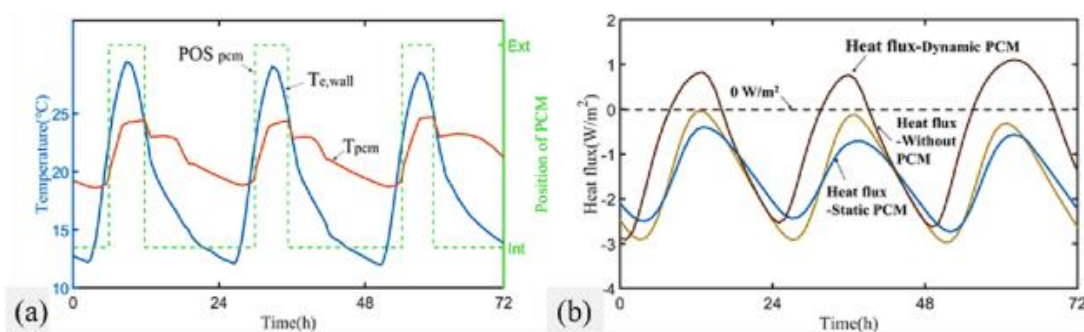 Temperature(°C)
25
20
15
10
POS pcm
Te,wall
Tpcm
Ext
Int
Position of PCM
0
24
48
72
Time(h)
(a)
Heat flux(W/m²)
2
1
0
-1
-2
-3
-4
Heat flux-Dynamic PCM
0 W/m²
Heat flux
-Without
PCM
Heat flux
-Static PCM
0
24
48
72
Time(h)
(b)